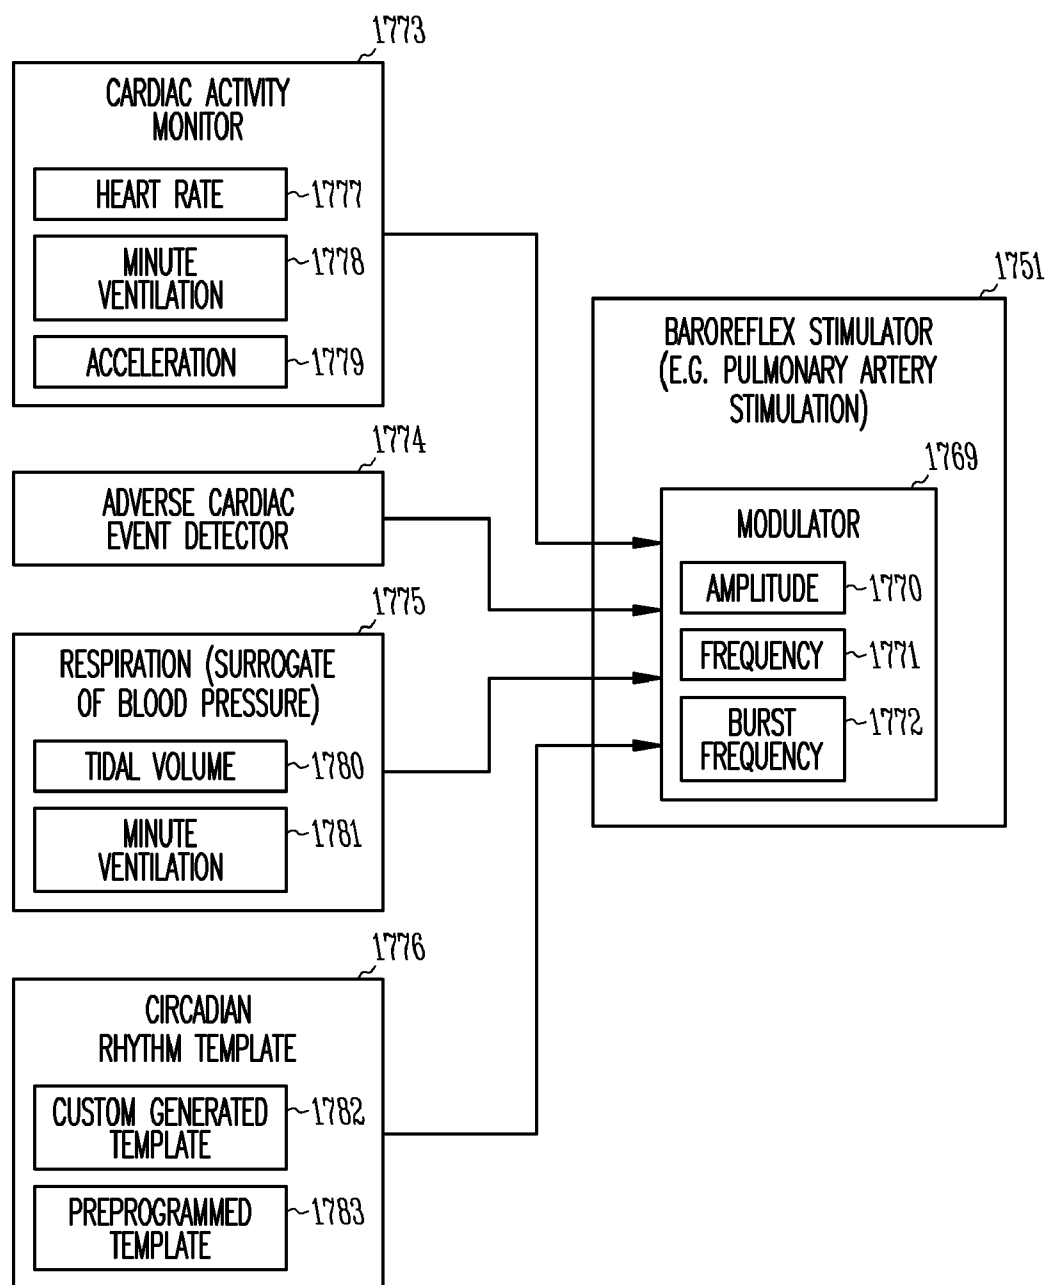 1773
CARDIAC ACTIVITY
MONITOR
HEART RATE
1777
MINUTE
VENTILATION
1778
ACCELERATION
1779
1774
ADVERSE CARDIAC
EVENT DETECTOR
1775
RESPIRATION (SURROGATE
OF BLOOD PRESSURE)
TIDAL VOLUME
1780
MINUTE
VENTILATION
1781
1776
CIRCADIAN
RHYTHM TEMPLATE
CUSTOM GENERATED
TEMPLATE
1782
PREPROGRAMMED
TEMPLATE
1783
1751
BAROREFLEX STIMULATOR
(E.G. PULMONARY ARTERY
STIMULATION)
1769
MODULATOR
AMPLITUDE
1770
FREQUENCY
1771
BURST
FREQUENCY
1772